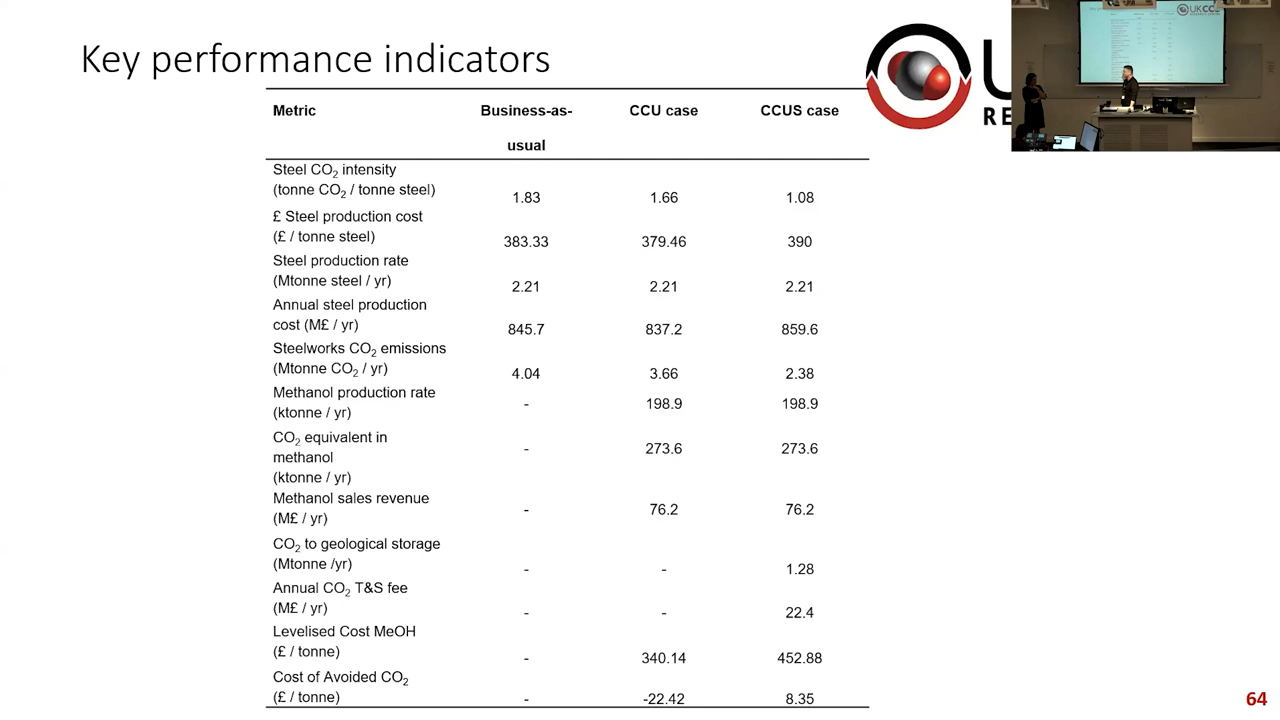 Key performance indicators
U
RE
UKCC
Metric Business-as-usual CCU case CCUS case
Steel CO₂ intensity
(tonne CO₂ / tonne steel) 1.83 1.66 1.08
£ Steel production cost
(£ / tonne steel) 383.33 379.46 390
Steel production rate
(Mtonne steel / yr) 2.21 2.21 2.21
Annual steel production
cost (M£ / yr) 845.7 837.2 859.6
Steelworks CO₂ emissions
(Mtonne CO₂ / yr) 4.04 3.66 2.38
Methanol production rate
(ktonne / yr) - 198.9 198.9
CO₂ equivalent in
methanol - 273.6 273.6
(ktonne / yr)
Methanol sales revenue
(M£ / yr) - 76.2 76.2
CO₂ to geological storage
(Mtonne /yr) - - 1.28
Annual CO₂ T&S fee
(M£ / yr) - - 22.4
Levelised Cost MeOH
(£ / tonne) - 340.14 452.88
Cost of Avoided CO₂
(£ / tonne) - -22.42 8.35
64